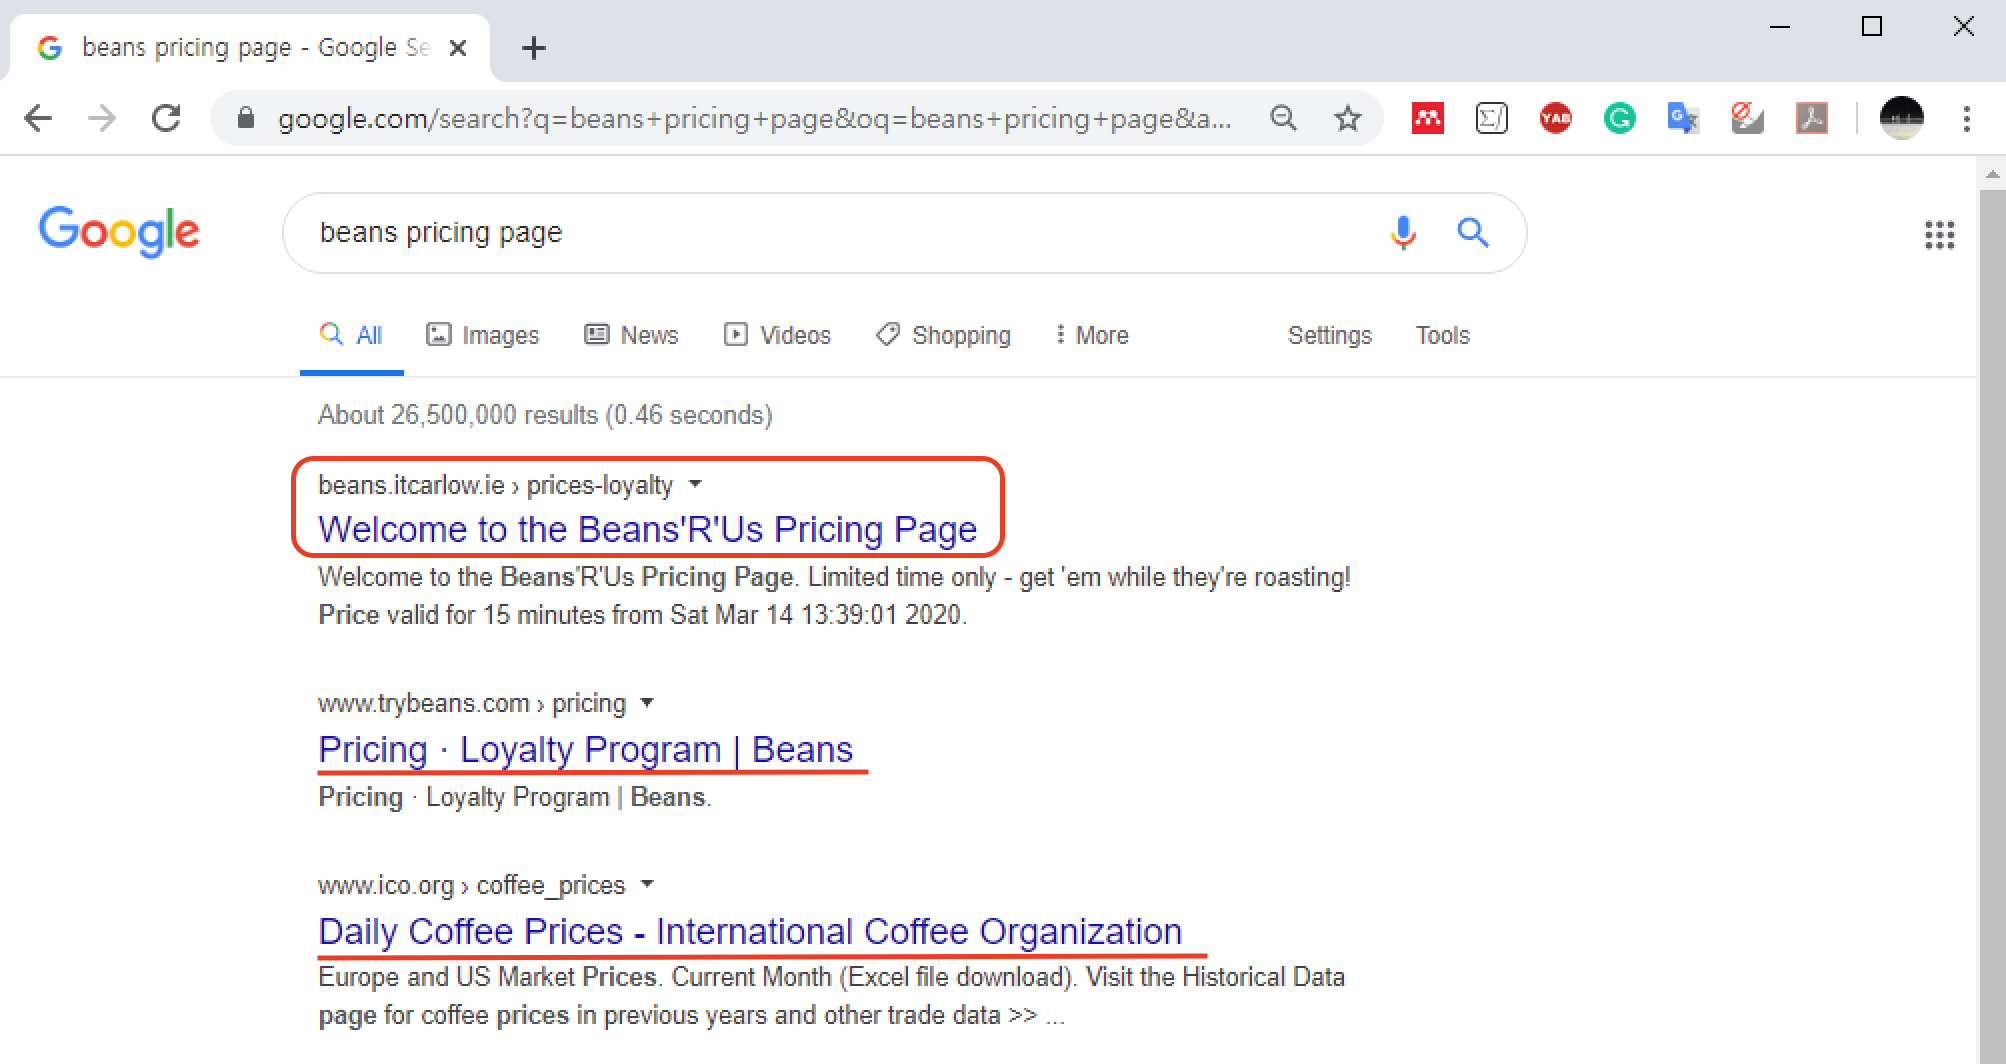 beans pricing page - Google Se
google.com/search?q=beans+pricing+page&oq=beans+pricing+page&a...
YAB
Google
beans pricing page
All Images News Videos Shopping More Settings Tools
About 26,500,000 results (0.46 seconds)
beans.itcarlow.ie › prices-loyalty
Welcome to the Beans'R'Us Pricing Page
Welcome to the Beans'R'Us Pricing Page. Limited time only - get 'em while they're roasting!
Price valid for 15 minutes from Sat Mar 14 13:39:01 2020.
www.trybeans.com › pricing
Pricing · Loyalty Program | Beans
Pricing · Loyalty Program | Beans.
www.ico.org › coffee_prices
Daily Coffee Prices - International Coffee Organization
Europe and US Market Prices. Current Month (Excel file download). Visit the Historical Data
page for coffee prices in previous years and other trade data >> ...